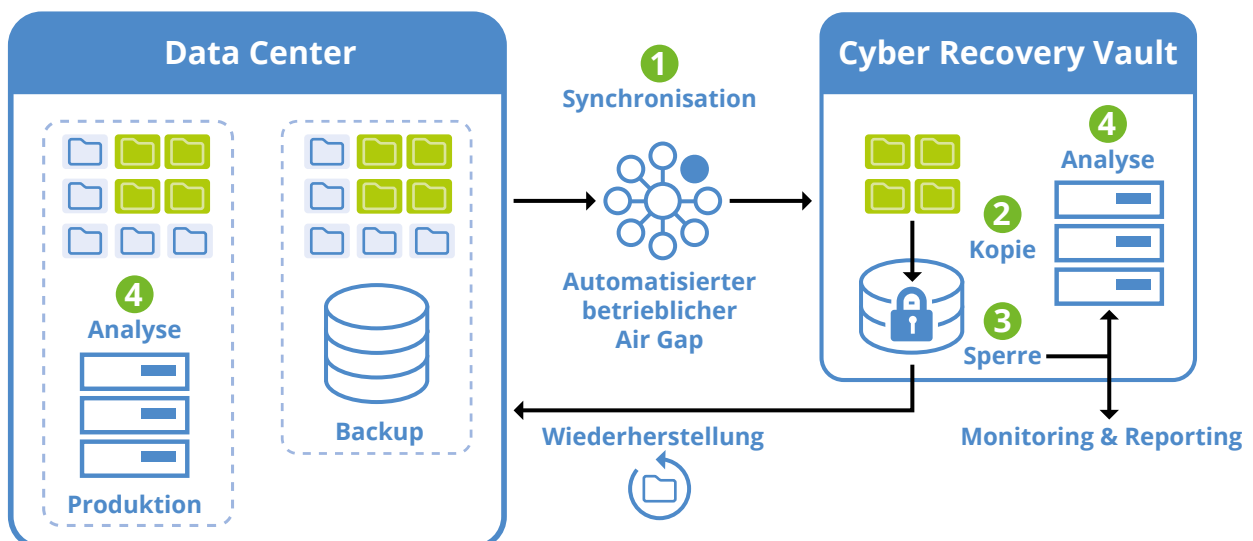 Data Center
4
Analyse
Produktion
Backup
1
Synchronisation
Automatisierter
betrieblicher
Air Gap
Wiederherstellung
Cyber Recovery Vault
2
Kopie
3
Sperre
4
Analyse
Monitoring & Reporting